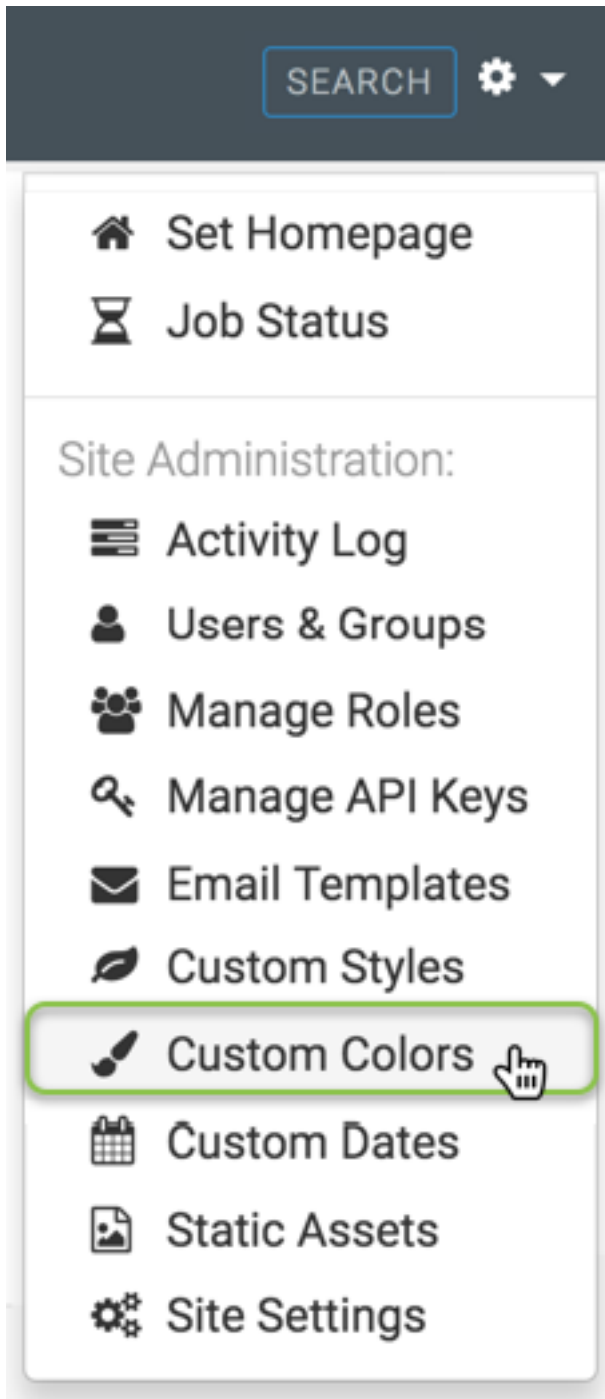 SEARCH
Set Homepage
Job Status
Site Administration:
Activity Log
Users & Groups
Manage Roles
Manage API Keys
Email Templates
Custom Styles
Custom Colors
Custom Dates
Static Assets
Site Settings